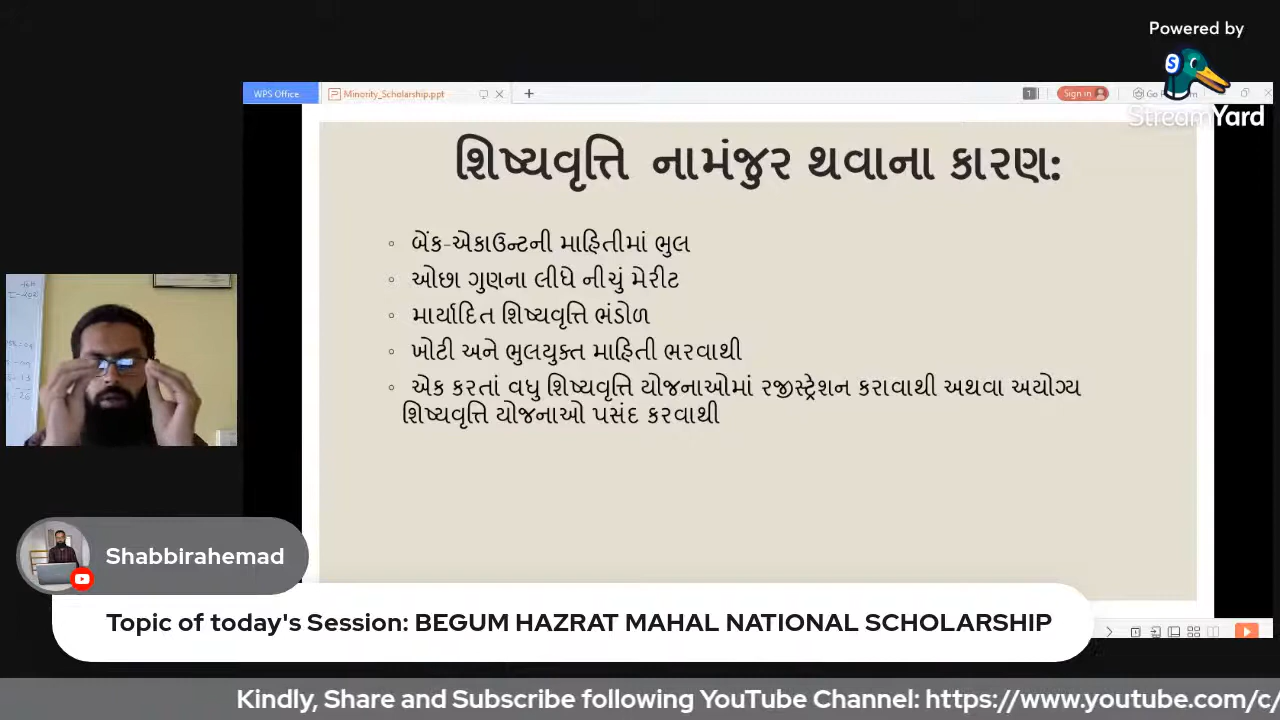 Powered by
StreamYard
WPS Office
Minority_Scholarship.ppt
1
Sign in
શિષ્યવૃત્તિ નામંજુર થવાના કારણ:
બેંક-એકાઉન્ટની માહિતીમાં ભુલ
ઓછા ગુણના લીધે નીચું મેરીટ
માર્યાદિત શિષ્યવૃત્તિ ભંડોળ
ખોટી અને ભુલયુક્ત માહિતી ભરવાથી
એક કરતાં વધુ શિષ્યવૃત્તિ યોજનાઓમાં રજીસ્ટ્રેશન કરાવાથી અથવા અયોગ્ય
શિષ્યવૃત્તિ યોજનાઓ પસંદ કરવાથી
Shabbirahemad
Topic of today's Session: BEGUM HAZRAT MAHAL NATIONAL SCHOLARSHIP
Kindly, Share and Subscribe following YouTube Channel: https://www.youtube.com/c/